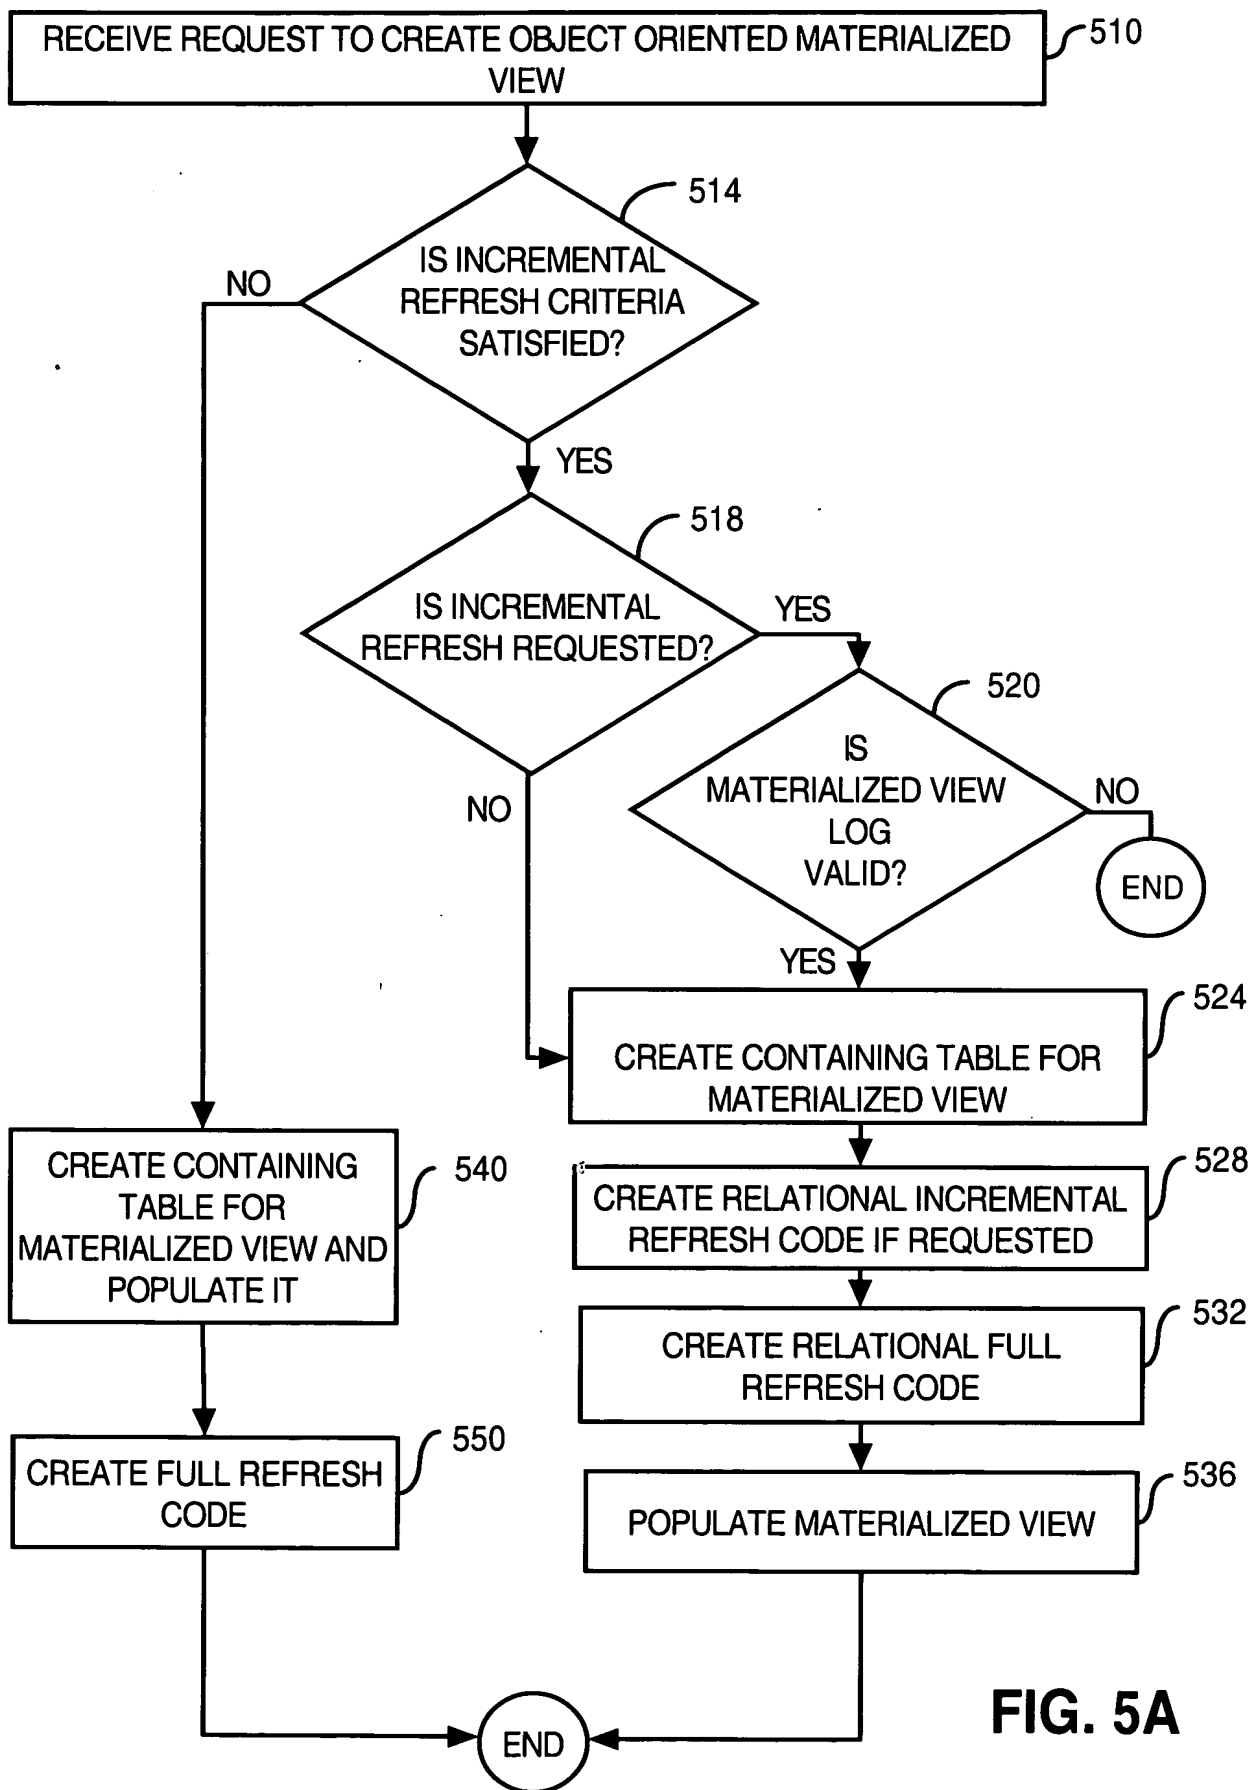 RECEIVE REQUEST TO CREATE OBJECT ORIENTED MATERIALIZED
VIEW
510
514
IS INCREMENTAL
REFRESH CRITERIA
SATISFIED?
NO
YES
518
IS INCREMENTAL
REFRESH REQUESTED?
YES
NO
520
IS
MATERIALIZED VIEW
LOG
VALID?
NO
END
YES
524
CREATE CONTAINING TABLE FOR
MATERIALIZED VIEW
528
CREATE RELATIONAL INCREMENTAL
REFRESH CODE IF REQUESTED
532
CREATE RELATIONAL FULL
REFRESH CODE
536
POPULATE MATERIALIZED VIEW
540
CREATE CONTAINING
TABLE FOR
MATERIALIZED VIEW AND
POPULATE IT
550
CREATE FULL REFRESH
CODE
END
FIG. 5A